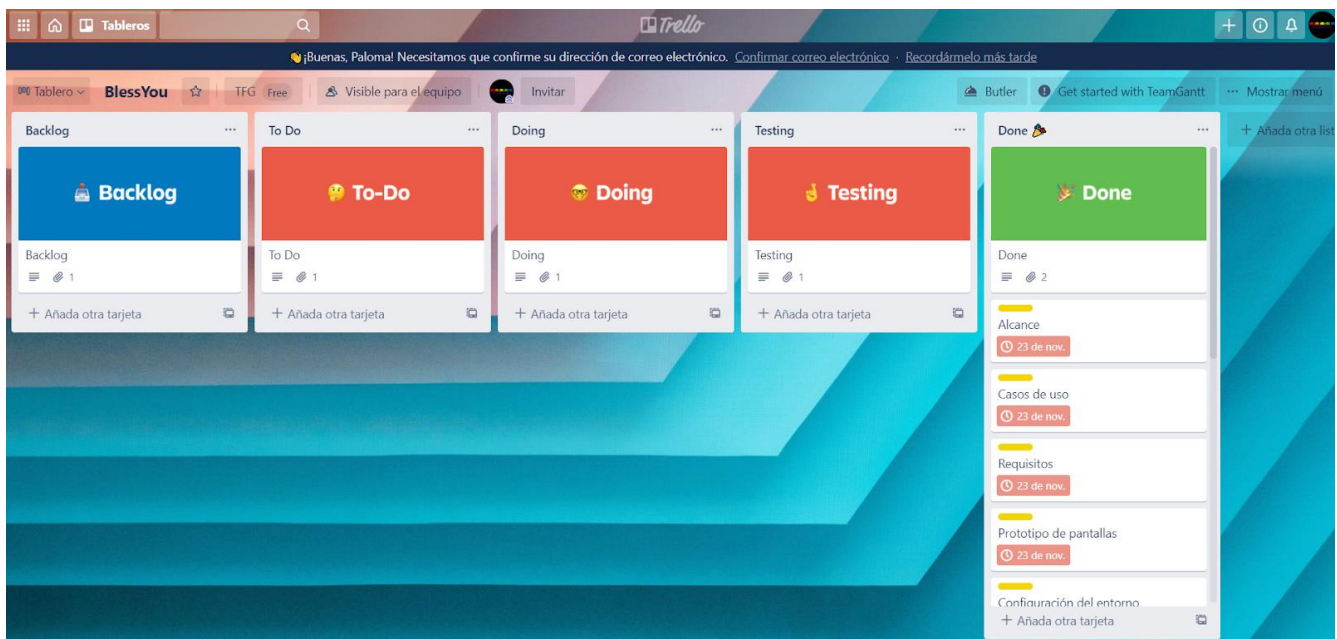 Tableros
Trello
¡Buenas, Paloma! Necesitamos que confirme su dirección de correo electrónico. Confirmar correo electrónico · Recordármelo más tarde
Tablero
BlessYou
TFG Free
Visible para el equipo
Invitar
Butler
Get started with TeamGantt
··· Mostrar menú
Backlog
Backlog
Backlog
1
+ Añada otra tarjeta
To Do
To-Do
To Do
1
+ Añada otra tarjeta
Doing
Doing
Doing
1
+ Añada otra tarjeta
Testing
Testing
Testing
1
+ Añada otra tarjeta
Done
Done
Done
2
Alcance
23 de nov.
Casos de uso
23 de nov.
Requisitos
23 de nov.
Prototipo de pantallas
23 de nov.
Configuración del entorno
+ Añada otra tarjeta
+ Añada otra list